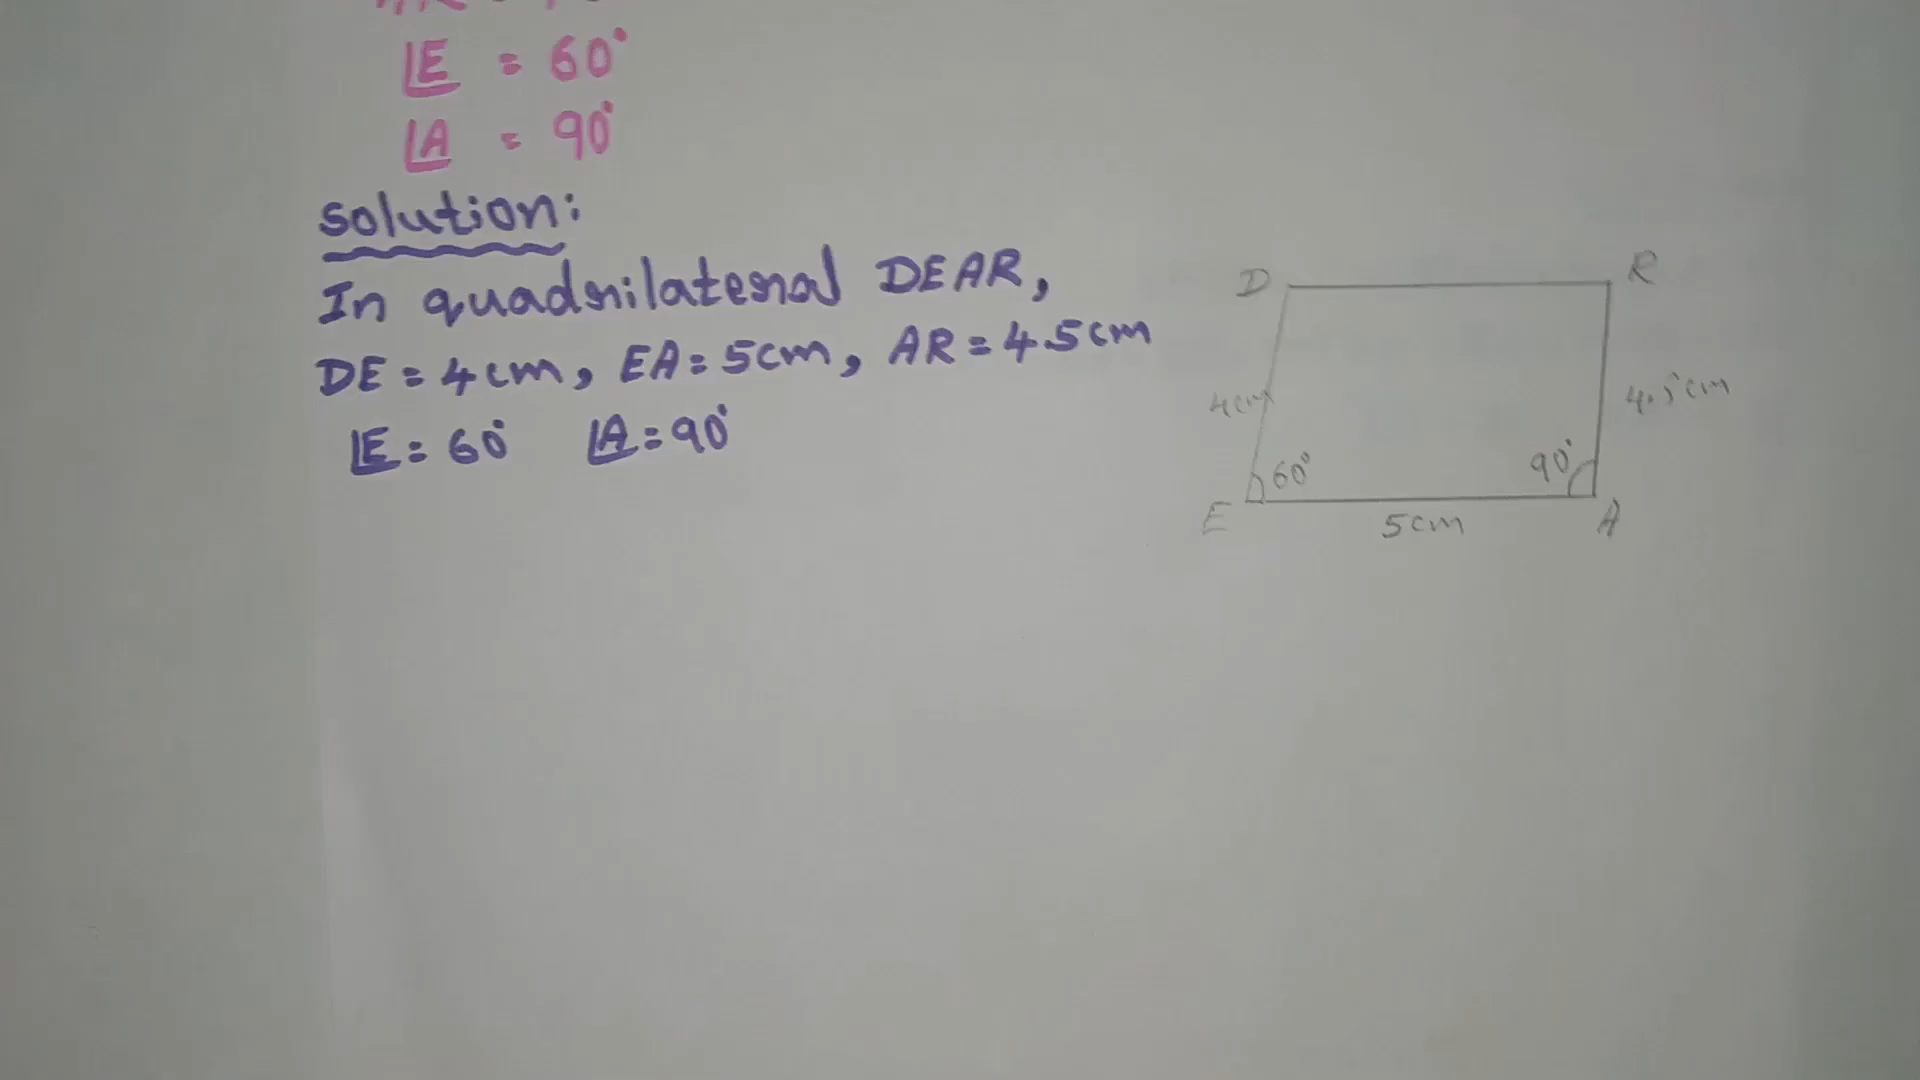 ∠E = 60°
∠A = 90°
Solution:
In quadrilateral DEAR,
DE = 4cm, EA = 5cm, AR = 4.5cm
∠E = 60° ∠A = 90°
D R
4cm 4.5cm
60° 90°
E 5cm A